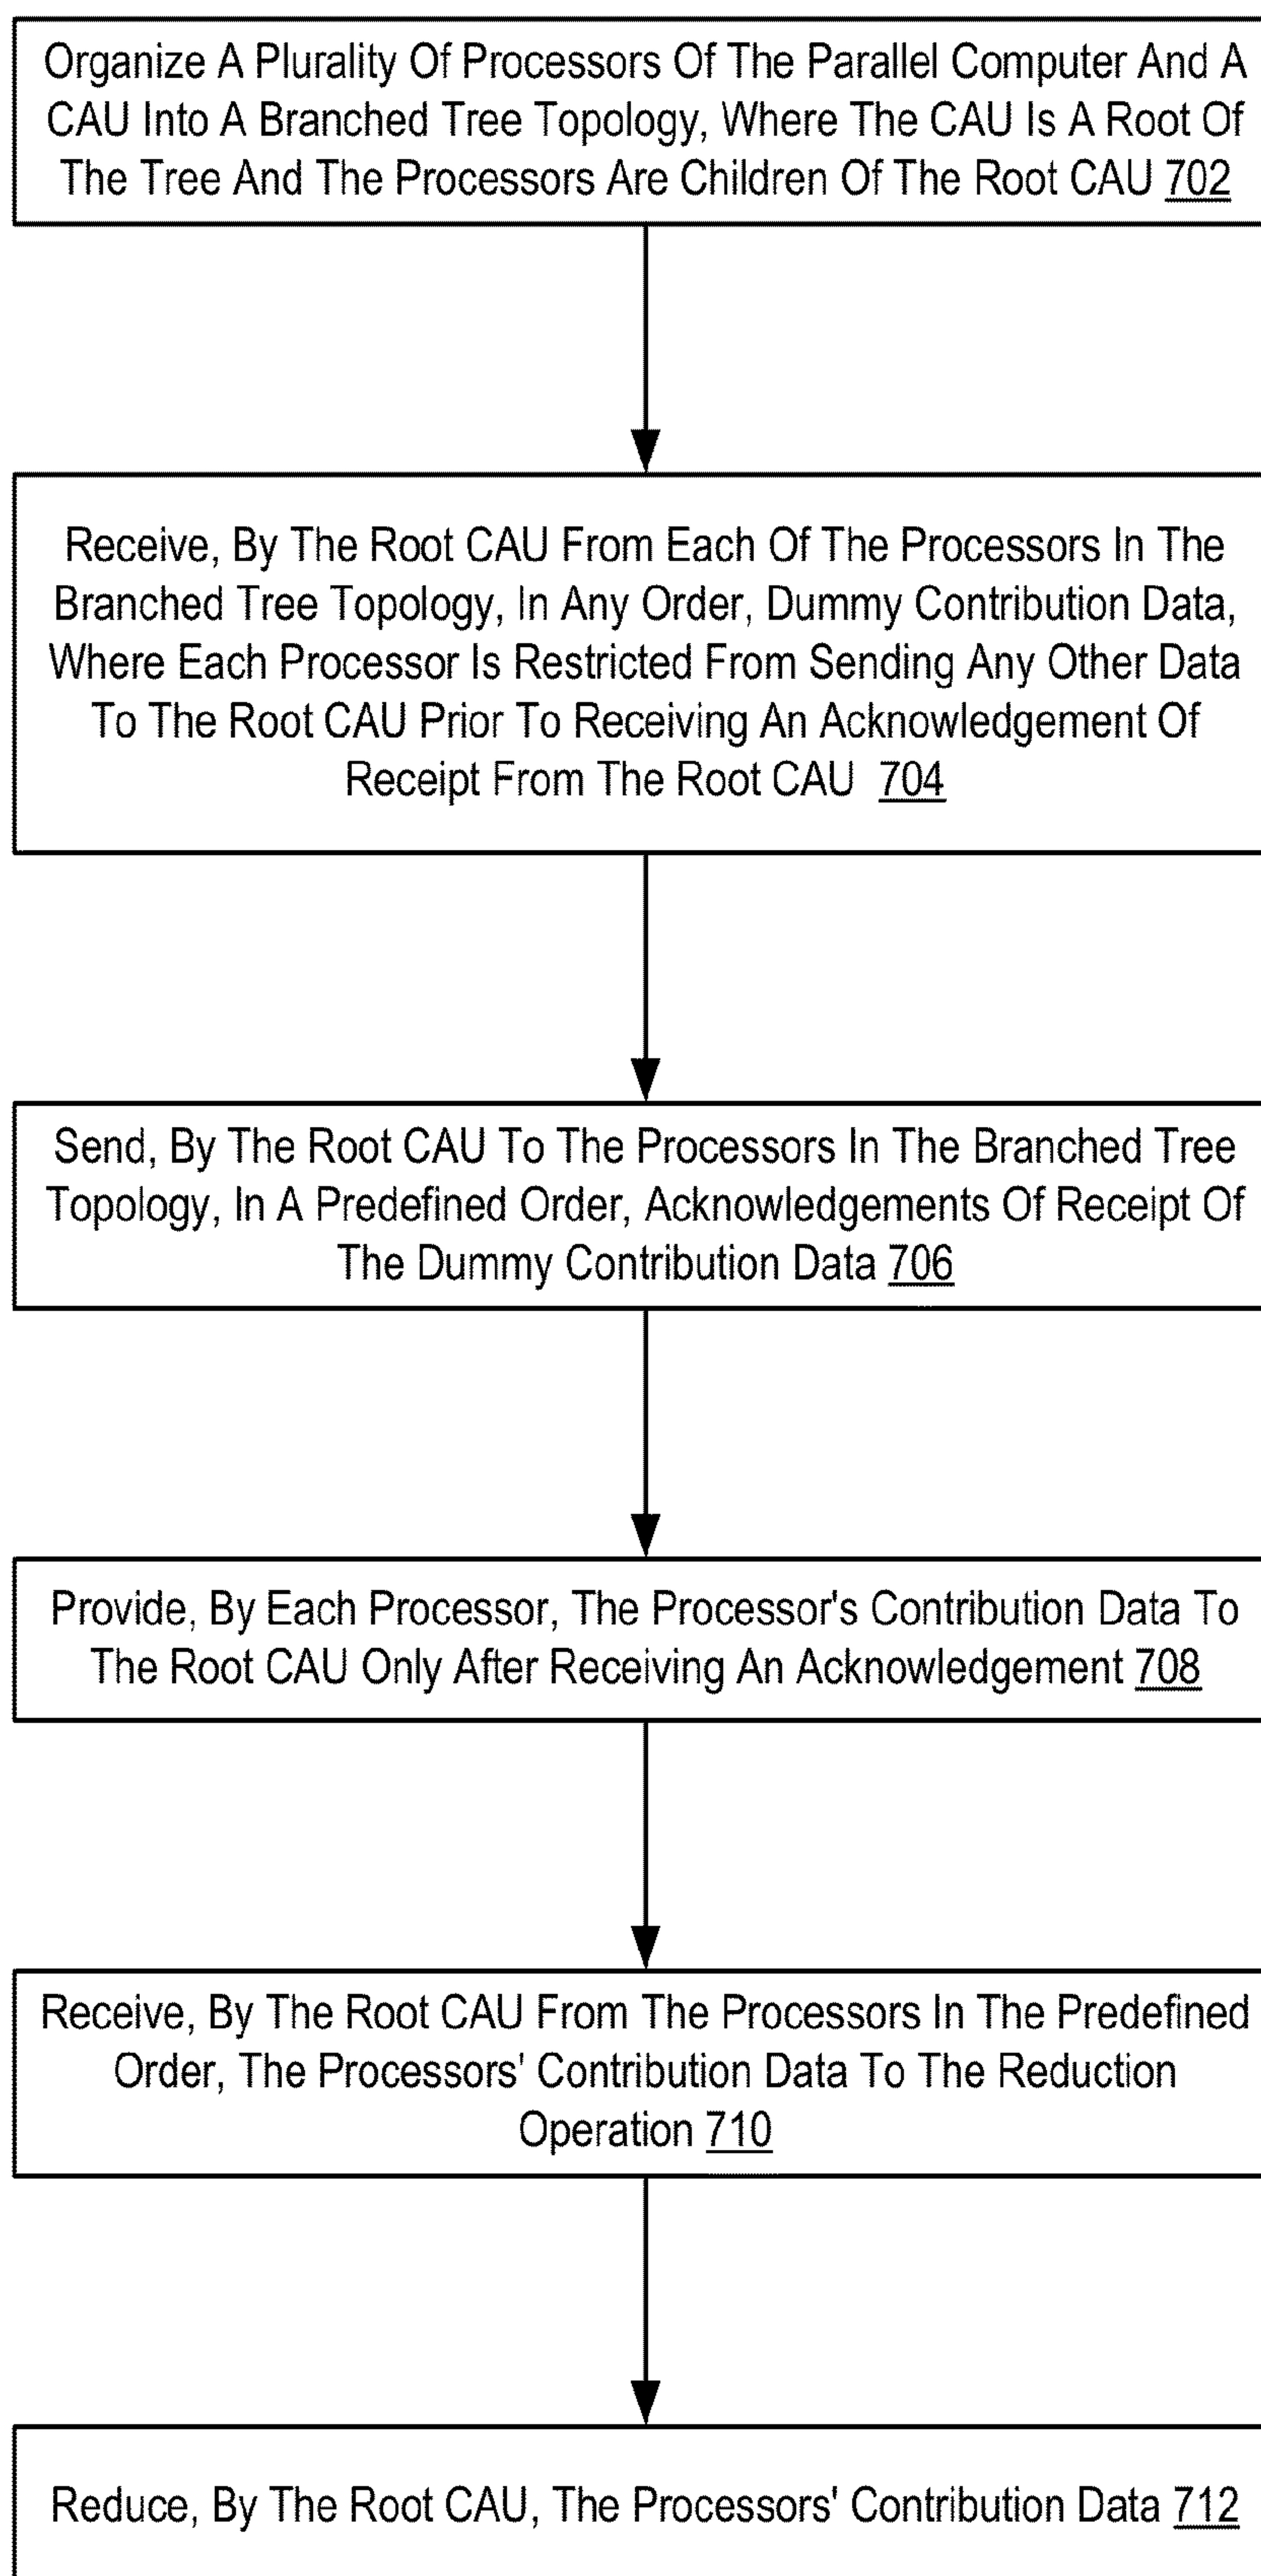 Organize A Plurality Of Processors Of The Parallel Computer And A
CAU Into A Branched Tree Topology, Where The CAU Is A Root Of
The Tree And The Processors Are Children Of The Root CAU 702
Receive, By The Root CAU From Each Of The Processors In The
Branched Tree Topology, In Any Order, Dummy Contribution Data,
Where Each Processor Is Restricted From Sending Any Other Data
To The Root CAU Prior To Receiving An Acknowledgement Of
Receipt From The Root CAU 704
Send, By The Root CAU To The Processors In The Branched Tree
Topology, In A Predefined Order, Acknowledgements Of Receipt Of
The Dummy Contribution Data 706
Provide, By Each Processor, The Processor's Contribution Data To
The Root CAU Only After Receiving An Acknowledgement 708
Receive, By The Root CAU From The Processors In The Predefined
Order, The Processors' Contribution Data To The Reduction
Operation 710
Reduce, By The Root CAU, The Processors' Contribution Data 712